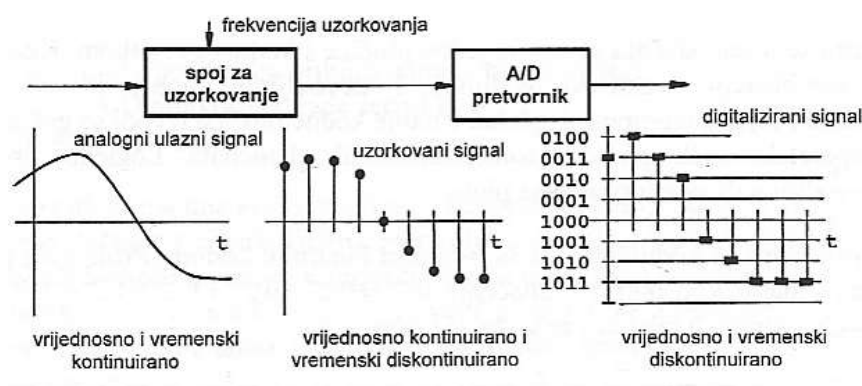 frekvencija uzorkovanja
spoj za
uzorkovanje
A/D
pretvornik
analogni ulazni signal
t
vrijednosno i vremenski
kontinuirano
uzorkovani signal
t
vrijednosno kontinuirano i
vremenski diskontinuirano
digitalizirani signal
0100
0011
0010
0001
1000
1001
1010
1011
t
vrijednosno i vremenski
diskontinuirano